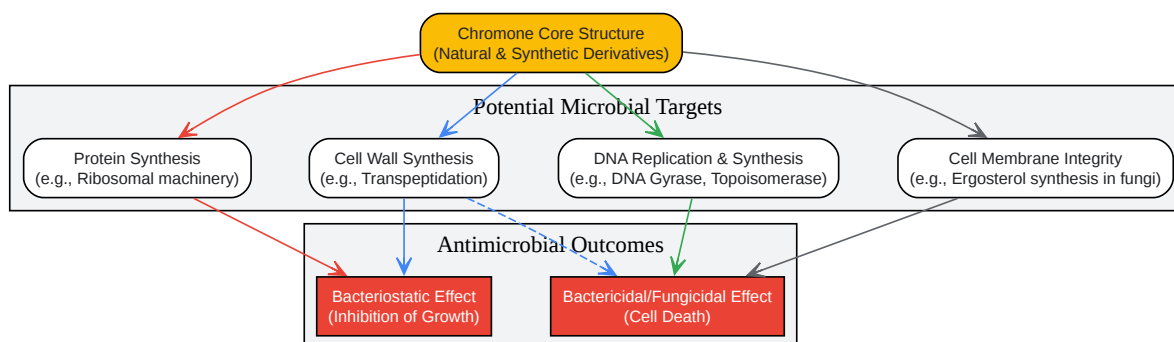 Chromone Core Structure
(Natural & Synthetic Derivatives)
Potential Microbial Targets
Protein Synthesis
(e.g., Ribosomal machinery)
Cell Wall Synthesis
(e.g., Transpeptidation)
DNA Replication & Synthesis
(e.g., DNA Gyrase, Topoisomerase)
Cell Membrane Integrity
(e.g., Ergosterol synthesis in fungi)
Antimicrobial Outcomes
Bacteriostatic Effect
(Inhibition of Growth)
Bactericidal/Fungicidal Effect
(Cell Death)